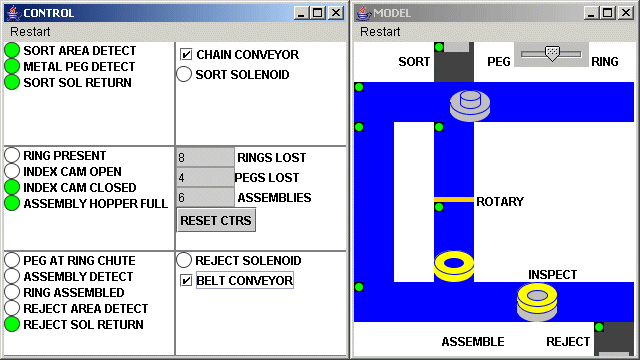 CONTROL
Restart
SORT AREA DETECT
METAL PEG DETECT
SORT SOL RETURN
CHAIN CONVEYOR
SORT SOLENOID
RING PRESENT
INDEX CAM OPEN
INDEX CAM CLOSED
ASSEMBLY HOPPER FULL
8 RINGS LOST
4 PEGS LOST
6 ASSEMBLIES
RESET CTRS
PEG AT RING CHUTE
ASSEMBLY DETECT
RING ASSEMBLED
REJECT AREA DETECT
REJECT SOL RETURN
REJECT SOLENOID
BELT CONVEYOR
MODEL
Restart
SORT PEG RING
ROTARY
INSPECT
ASSEMBLE REJECT